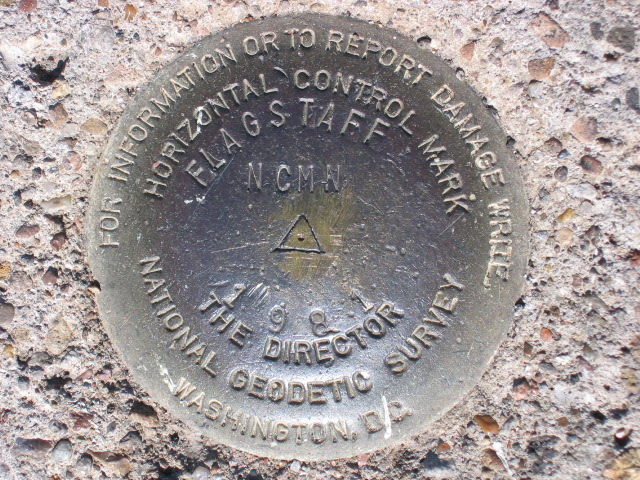 FOR INFORMATION OR TO REPORT DAMAGE WRITE
HORIZONTAL CONTROL MARK
FLAGSTAFF
NCMN
1981
THE DIRECTOR
NATIONAL GEODETIC SURVEY
WASHINGTON, D.C.